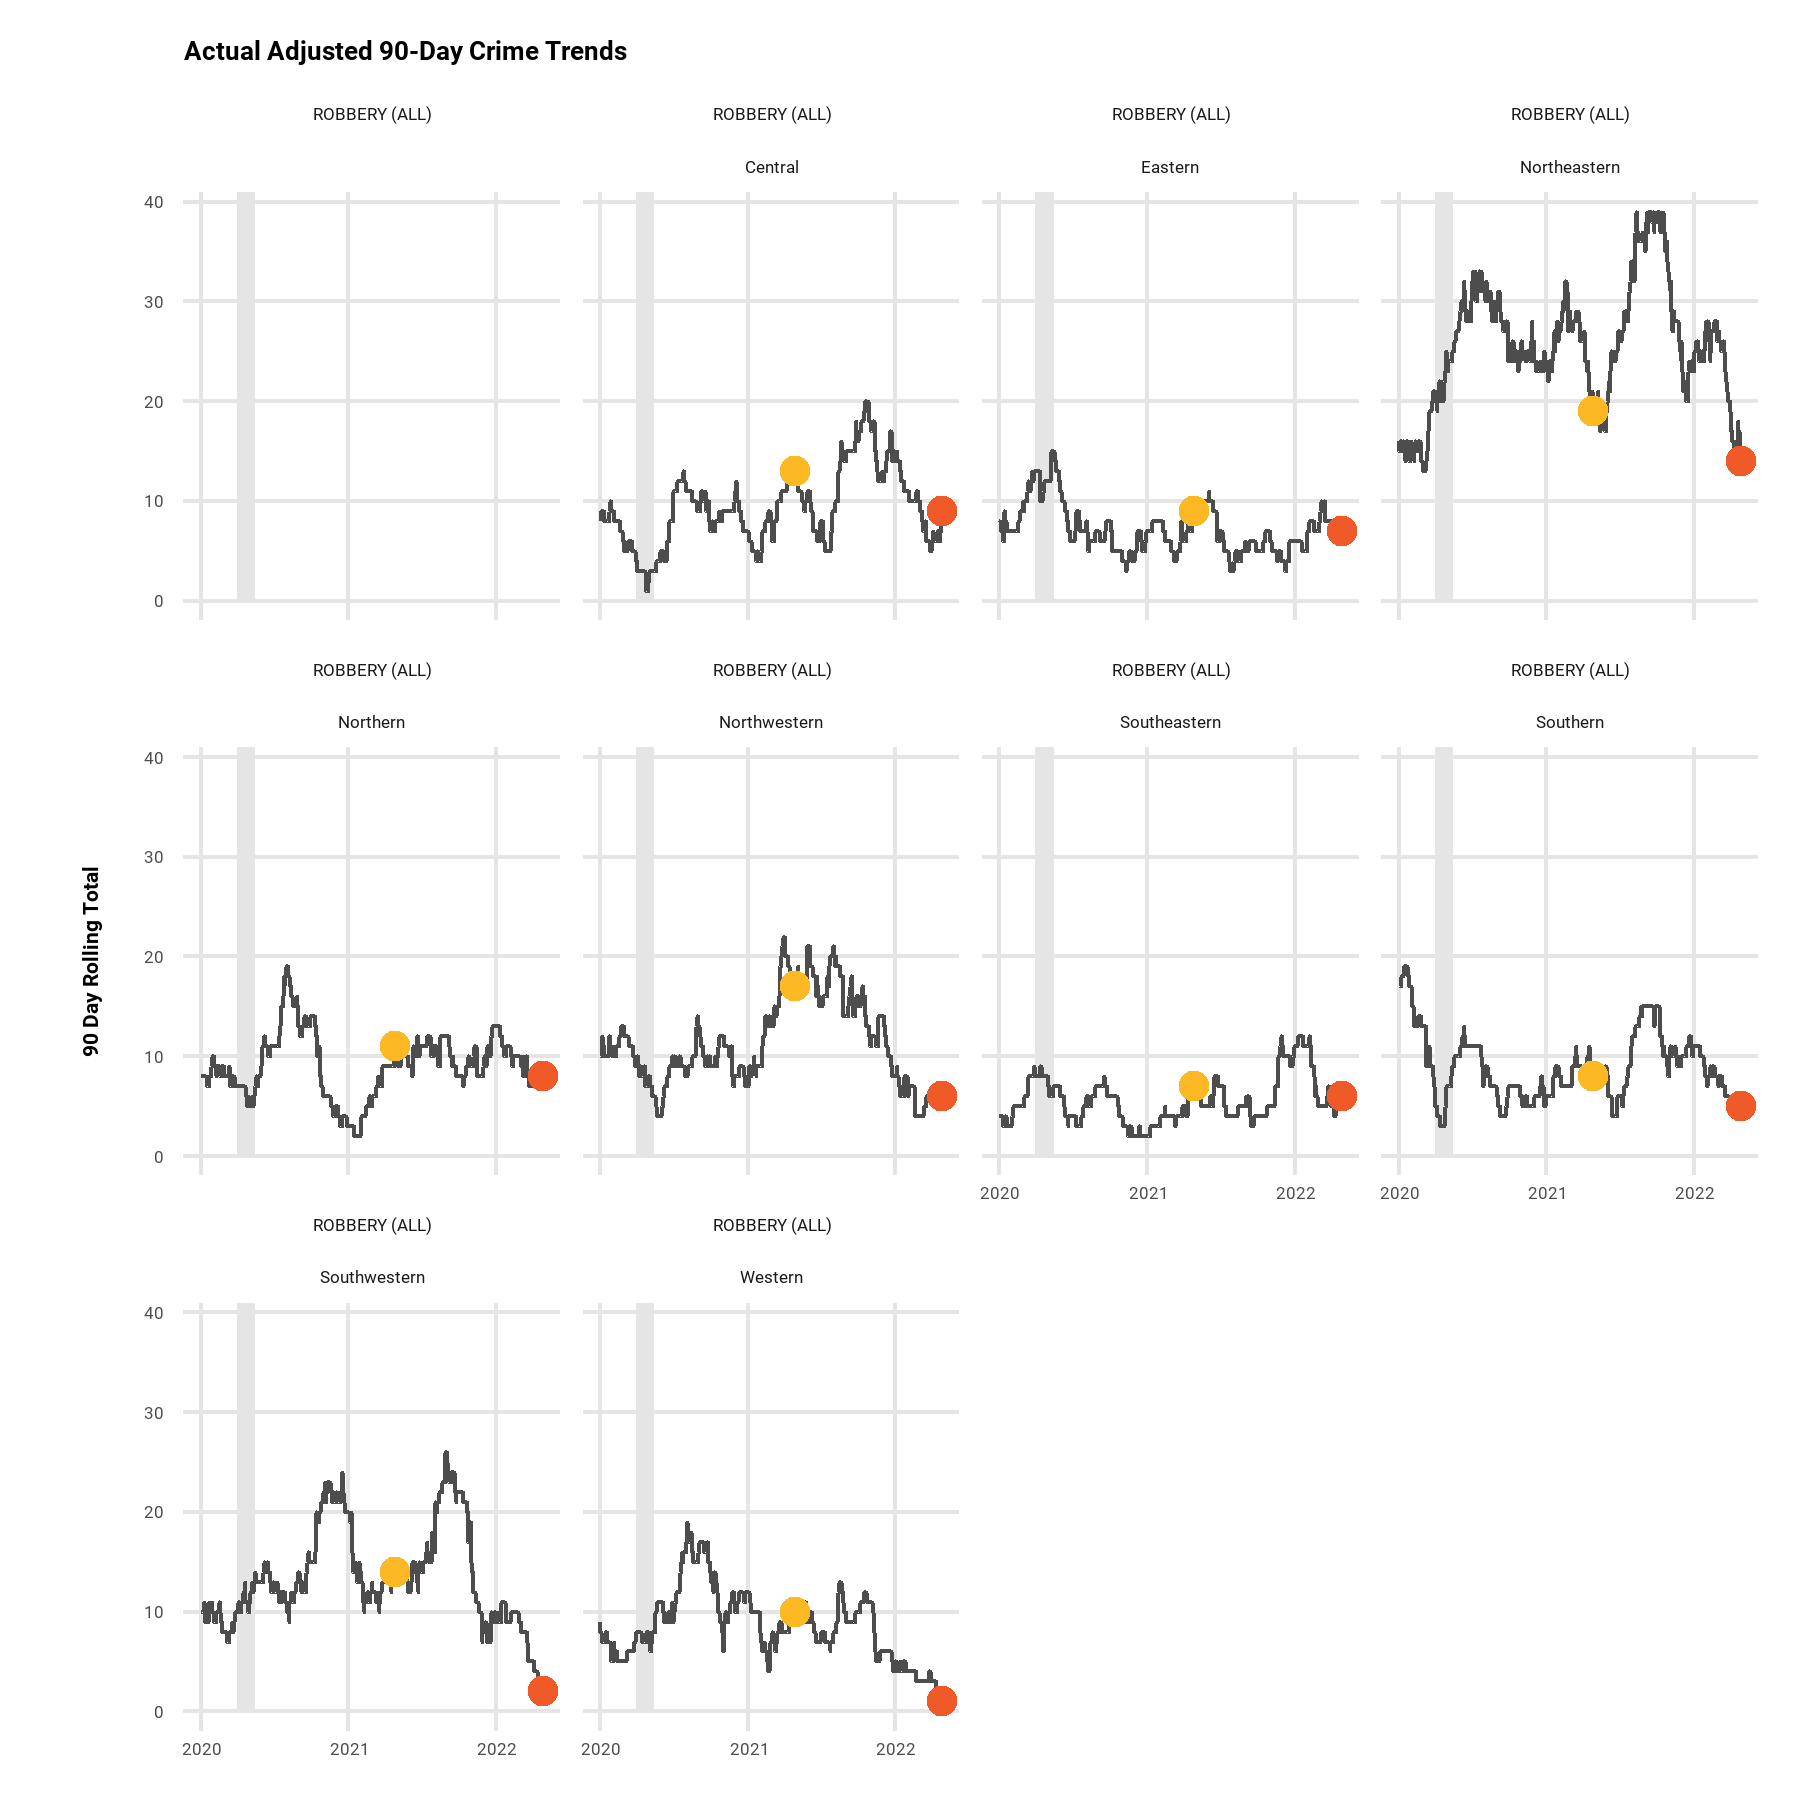 Actual Adjusted 90-Day Crime Trends
ROBBERY (ALL) ROBBERY (ALL) ROBBERY (ALL) ROBBERY (ALL)
Central Eastern Northeastern
40
30
20
10
0
ROBBERY (ALL) ROBBERY (ALL) ROBBERY (ALL) ROBBERY (ALL)
Northern Northwestern Southeastern Southern
90 Day Rolling Total
40
30
20
10
0
2020 2021 2022 2020 2021 2022
ROBBERY (ALL) ROBBERY (ALL)
Southwestern Western
40
30
20
10
0
2020 2021 2022 2020 2021 2022